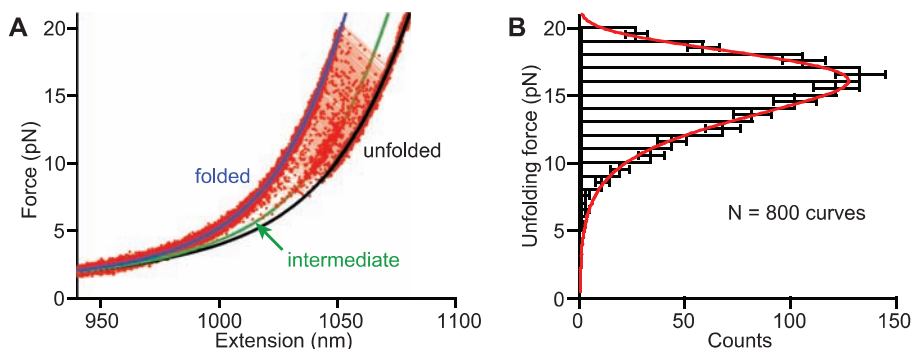 A
Force (pN)
20
15
10
5
0
folded
unfolded
intermediate
950
1000
1050
1100
Extension (nm)
B
Unfolding force (pN)
20
15
10
5
0
N = 800 curves
0
50
100
150
Counts